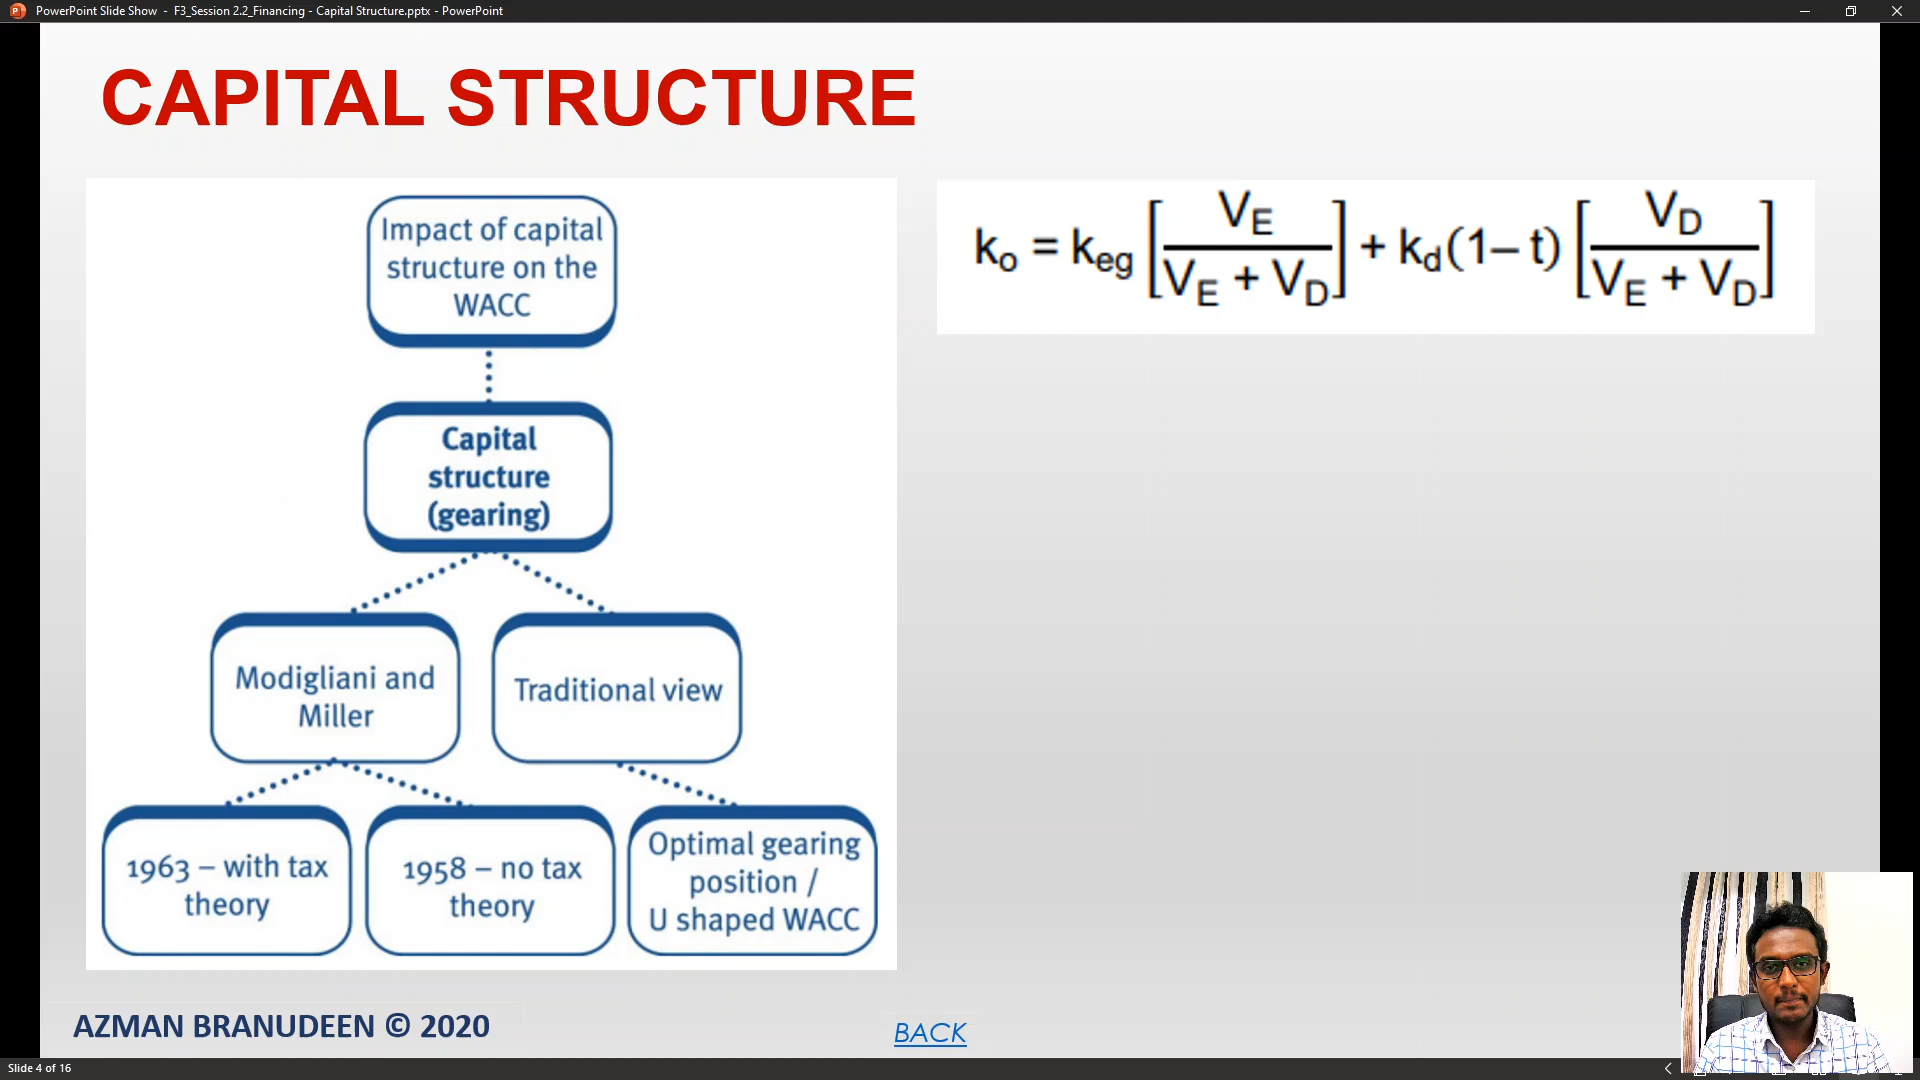 PowerPoint Slide Show - F3_Session 2.2_Financing - Capital Structure.pptx - PowerPoint
CAPITAL STRUCTURE
Impact of capital
structure on the
WACC
Capital
structure
(gearing)
Modigliani and
Miller
Traditional view
1963 – with tax
theory
1958 – no tax
theory
Optimal gearing
position /
U shaped WACC
k_o = k_eg [V_E / (V_E + V_D)] + k_d(1– t) [V_D / (V_E + V_D)]
AZMAN BRANUDEEN © 2020
BACK
Slide 4 of 16